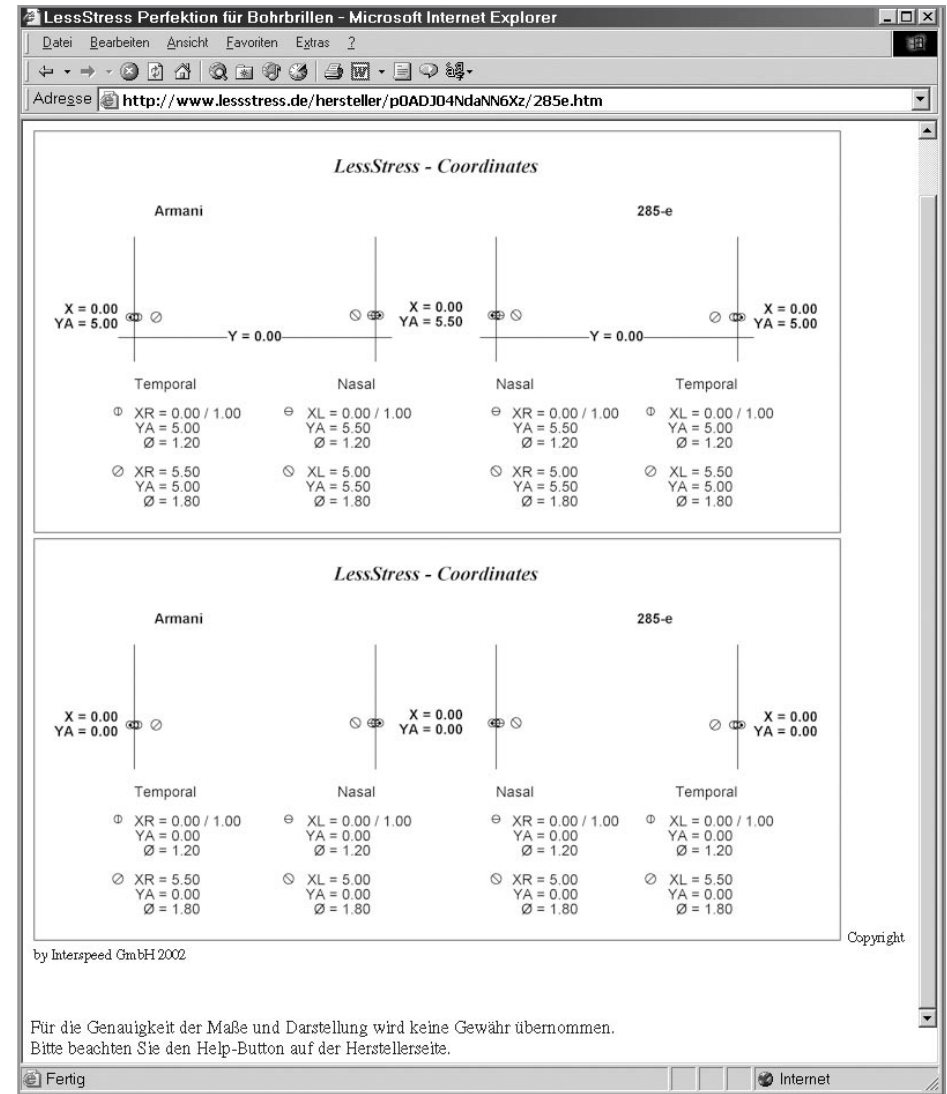 LessStress Perfektion für Bohrbrillen - Microsoft Internet Explorer
Datei Bearbeiten Ansicht Favoriten Extras ?
Adresse http://www.lessstress.de/hersteller/p0ADJ04NdaNN6Xz/285e.htm
LessStress - Coordinates
Armani 285-e
X = 0.00 X = 0.00 X = 0.00
YA = 5.00 YA = 5.50 YA = 5.00
Y = 0.00 Y = 0.00
Temporal Nasal Nasal Temporal
XR = 0.00 / 1.00 XL = 0.00 / 1.00 XR = 0.00 / 1.00 XL = 0.00 / 1.00
YA = 5.00 YA = 5.50 YA = 5.50 YA = 5.00
Ø = 1.20 Ø = 1.20 Ø = 1.20 Ø = 1.20
XR = 5.50 XL = 5.00 XR = 5.00 XL = 5.50
YA = 5.00 YA = 5.50 YA = 5.50 YA = 5.00
Ø = 1.80 Ø = 1.80 Ø = 1.80 Ø = 1.80
LessStress - Coordinates
Armani 285-e
X = 0.00 X = 0.00 X = 0.00
YA = 0.00 YA = 0.00 YA = 0.00
Temporal Nasal Nasal Temporal
XR = 0.00 / 1.00 XL = 0.00 / 1.00 XR = 0.00 / 1.00 XL = 0.00 / 1.00
YA = 0.00 YA = 0.00 YA = 0.00 YA = 0.00
Ø = 1.20 Ø = 1.20 Ø = 1.20 Ø = 1.20
XR = 5.50 XL = 5.00 XR = 5.00 XL = 5.50
YA = 0.00 YA = 0.00 YA = 0.00 YA = 0.00
Ø = 1.80 Ø = 1.80 Ø = 1.80 Ø = 1.80
Copyright
by Interspeed GmbH 2002
Für die Genauigkeit der Maße und Darstellung wird keine Gewähr übernommen.
Bitte beachten Sie den Help-Button auf der Herstellerseite.
Fertig Internet